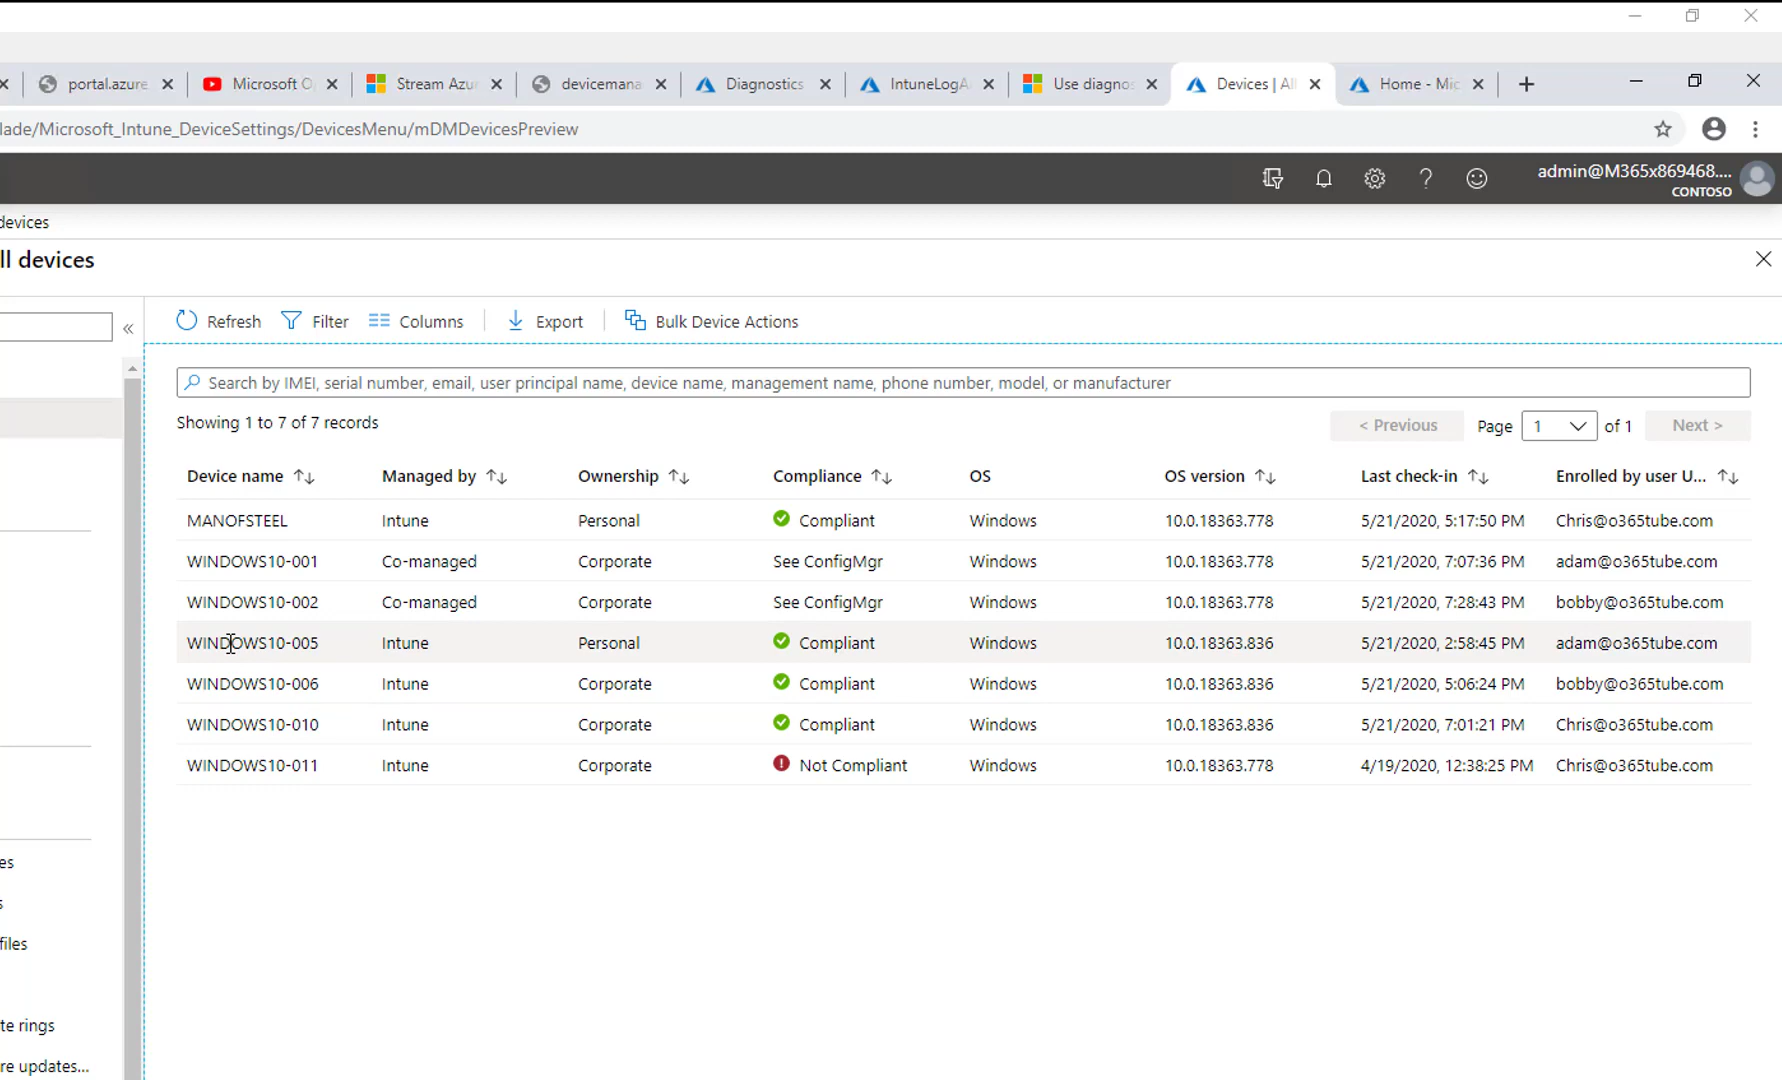 portal.azure
Microsoft O
Stream Azu
devicemana
Diagnostics
IntuneLogA
Use diagnos
Devices | All
Home - Mic
lade/Microsoft_Intune_DeviceSettings/DevicesMenu/mDMDevicesPreview
admin@M365x869468....
CONTOSO
devices
ll devices
Refresh Filter Columns Export Bulk Device Actions
Search by IMEI, serial number, email, user principal name, device name, management name, phone number, model, or manufacturer
Showing 1 to 7 of 7 records
< Previous Page 1 of 1 Next >
Device name Managed by Ownership Compliance OS OS version Last check-in Enrolled by user U...
MANOFSTEEL Intune Personal Compliant Windows 10.0.18363.778 5/21/2020, 5:17:50 PM Chris@o365tube.com
WINDOWS10-001 Co-managed Corporate See ConfigMgr Windows 10.0.18363.778 5/21/2020, 7:07:36 PM adam@o365tube.com
WINDOWS10-002 Co-managed Corporate See ConfigMgr Windows 10.0.18363.778 5/21/2020, 7:28:43 PM bobby@o365tube.com
WINDOWS10-005 Intune Personal Compliant Windows 10.0.18363.836 5/21/2020, 2:58:45 PM adam@o365tube.com
WINDOWS10-006 Intune Corporate Compliant Windows 10.0.18363.836 5/21/2020, 5:06:24 PM bobby@o365tube.com
WINDOWS10-010 Intune Corporate Compliant Windows 10.0.18363.836 5/21/2020, 7:01:21 PM Chris@o365tube.com
WINDOWS10-011 Intune Corporate Not Compliant Windows 10.0.18363.778 4/19/2020, 12:38:25 PM Chris@o365tube.com
es
s
files
te rings
re updates...